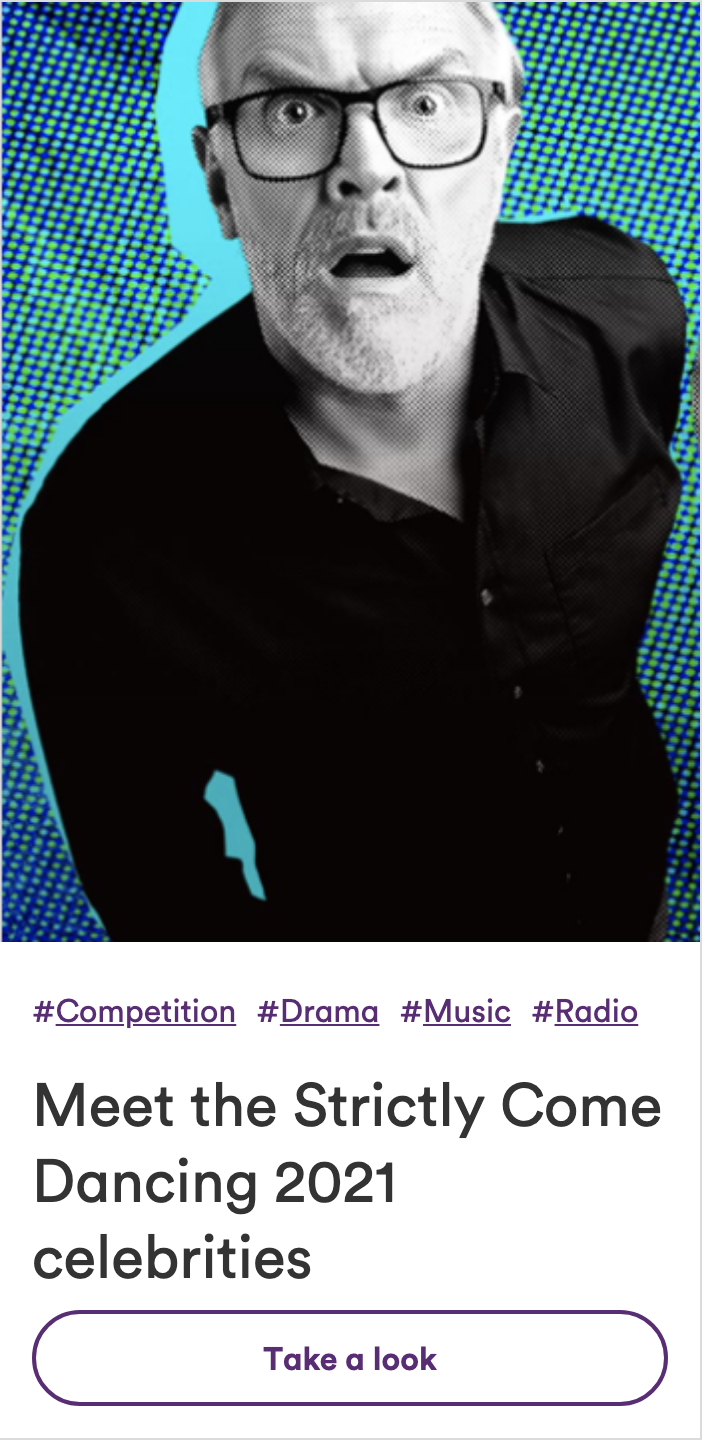 #Competition #Drama #Music #Radio
Meet the Strictly Come
Dancing 2021
celebrities
Take a look